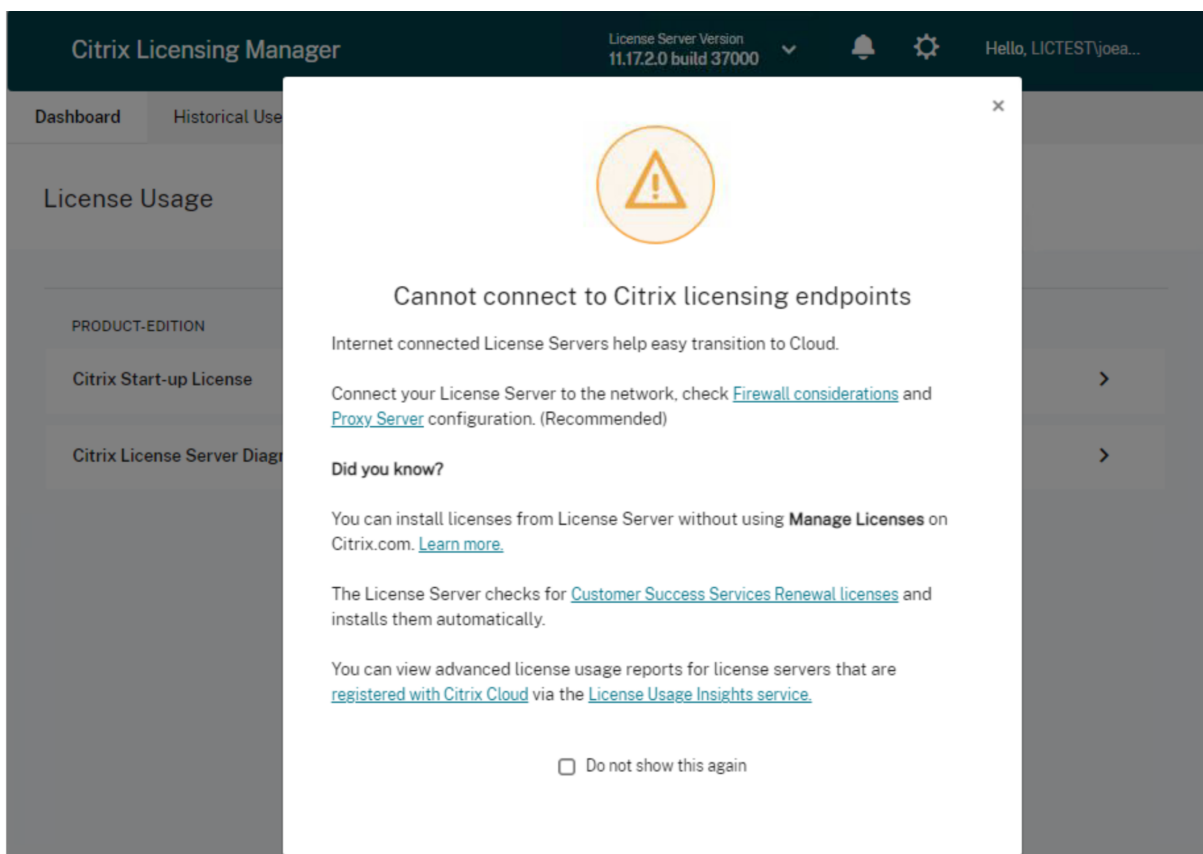 Citrix Licensing Manager
License Server Version
11.17.2.0 build 37000
Hello, LICTEST\joea...
Dashboard
Historical Use
×
License Usage
Cannot connect to Citrix licensing endpoints
PRODUCT-EDITION
Internet connected License Servers help easy transition to Cloud.
Citrix Start-up License
Connect your License Server to the network, check Firewall considerations and
Proxy Server configuration. (Recommended)
Citrix License Server Diagr
Did you know?
You can install licenses from License Server without using Manage Licenses on
Citrix.com. Learn more.
The License Server checks for Customer Success Services Renewal licenses and
installs them automatically.
You can view advanced license usage reports for license servers that are
registered with Citrix Cloud via the License Usage Insights service.
Do not show this again